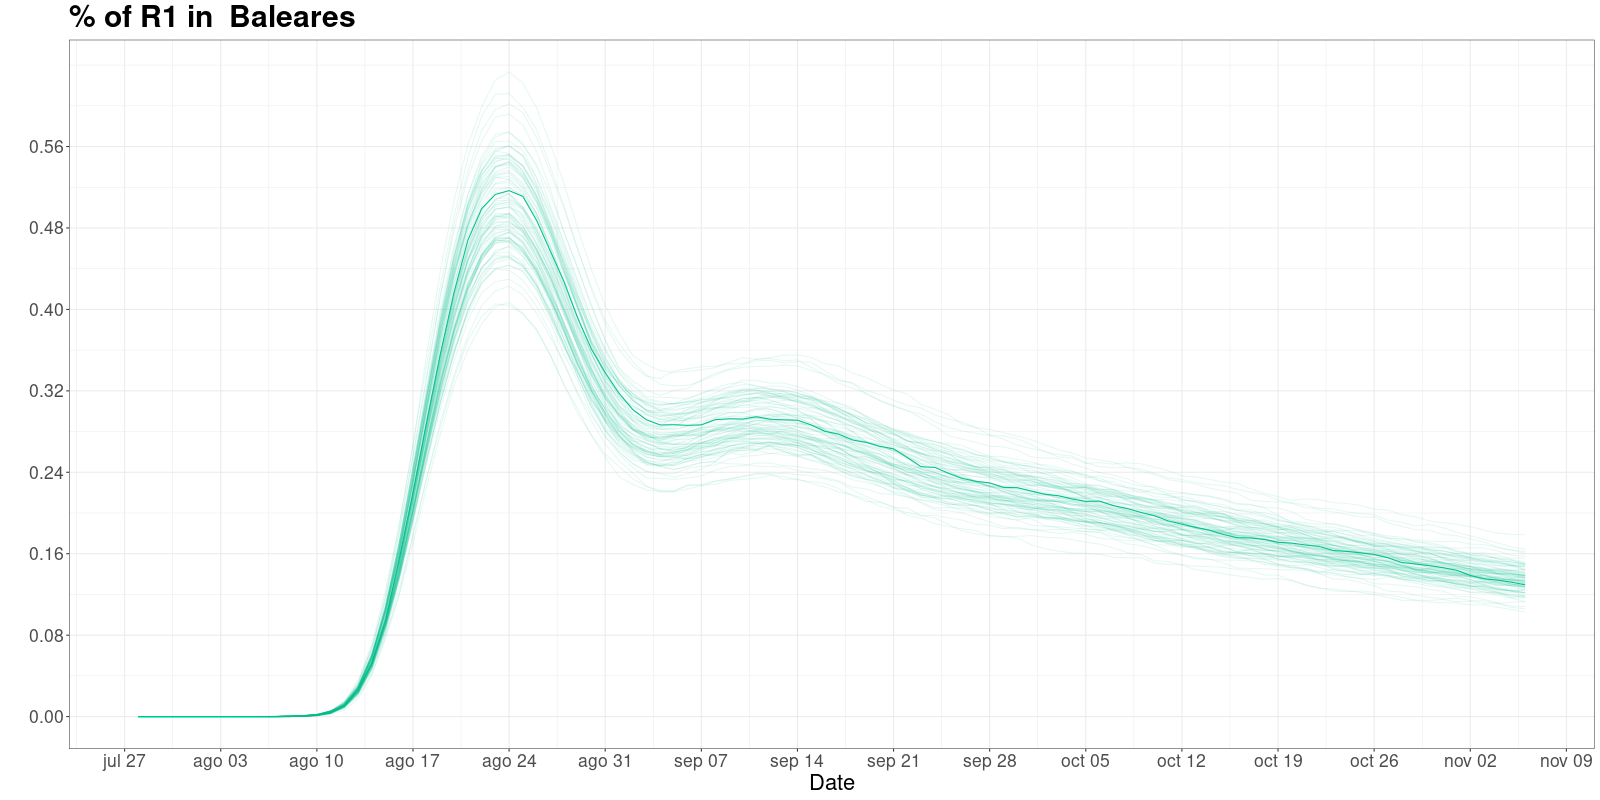 % of R1 in  Baleares
0.56
0.48
0.40
0.32
0.24
0.16
0.08
0.00
jul 27 ago 03 ago 10 ago 17 ago 24 ago 31 sep 07 sep 14 sep 21 sep 28 oct 05 oct 12 oct 19 oct 26 nov 02 nov 09
Date